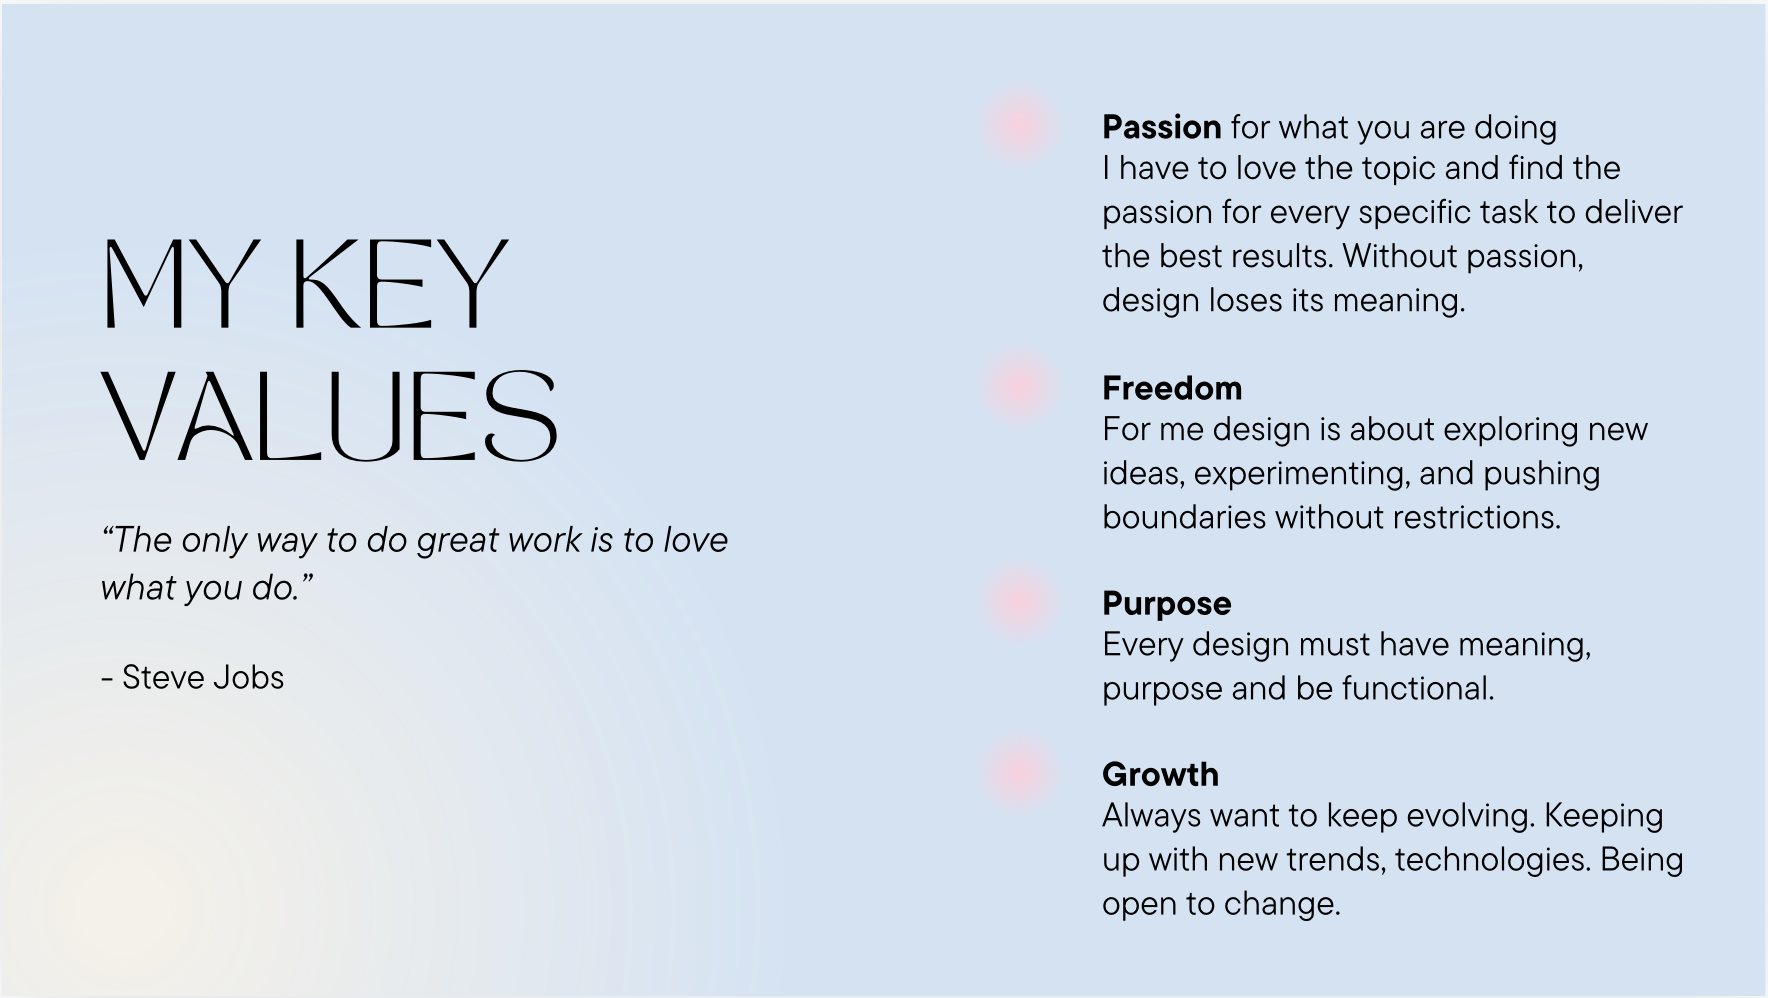 MY KEY
VALUES
“The only way to do great work is to love
what you do.”
- Steve Jobs
Passion for what you are doing
I have to love the topic and find the
passion for every specific task to deliver
the best results. Without passion,
design loses its meaning.
Freedom
For me design is about exploring new
ideas, experimenting, and pushing
boundaries without restrictions.
Purpose
Every design must have meaning,
purpose and be functional.
Growth
Always want to keep evolving. Keeping
up with new trends, technologies. Being
open to change.